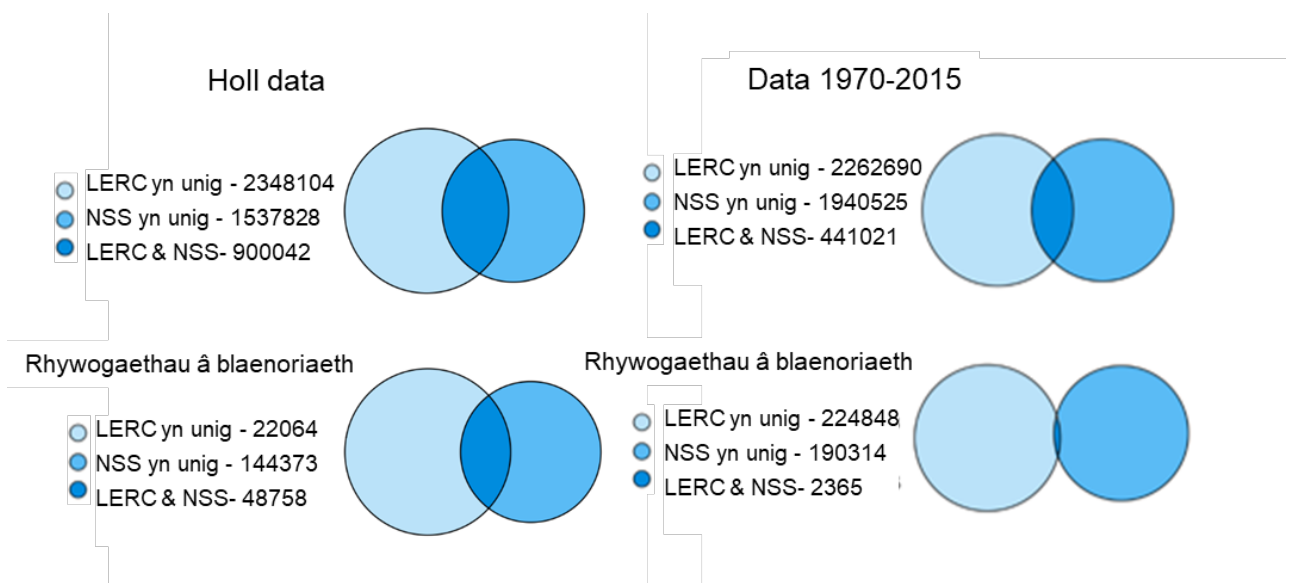 Holl data
LERC yn unig - 2348104
NSS yn unig - 1537828
LERC & NSS- 900042
Data 1970-2015
LERC yn unig - 2262690
NSS yn unig - 1940525
LERC & NSS- 441021
Rhywogaethau â blaenoriaeth
LERC yn unig - 22064
NSS yn unig - 144373
LERC & NSS- 48758
Rhywogaethau â blaenoriaeth
LERC yn unig - 224848
NSS yn unig - 190314
LERC & NSS- 2365